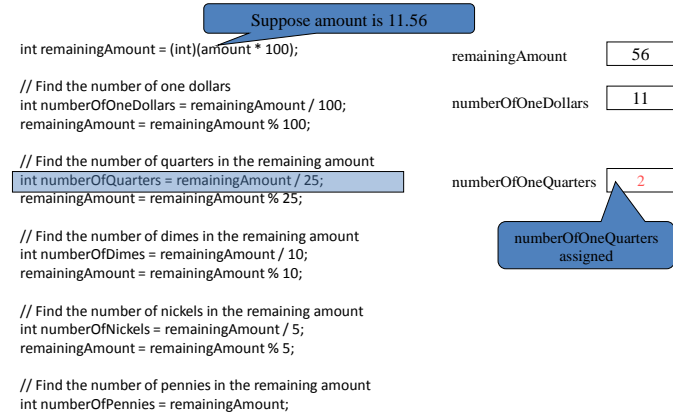 Suppose amount is 11.56
int remainingAmount = (int)(amount * 100);
// Find the number of one dollars
int numberOfOneDollars = remainingAmount / 100;
remainingAmount = remainingAmount % 100;
// Find the number of quarters in the remaining amount
int numberOfQuarters = remainingAmount / 25;
remainingAmount = remainingAmount % 25;
// Find the number of dimes in the remaining amount
int numberOfDimes = remainingAmount / 10;
remainingAmount = remainingAmount % 10;
// Find the number of nickels in the remaining amount
int numberOfNickels = remainingAmount / 5;
remainingAmount = remainingAmount % 5;
// Find the number of pennies in the remaining amount
int numberOfPennies = remainingAmount;
remainingAmount 56
numberOfOneDollars 11
numberOfOneQuarters 2
numberOfOneQuarters
assigned